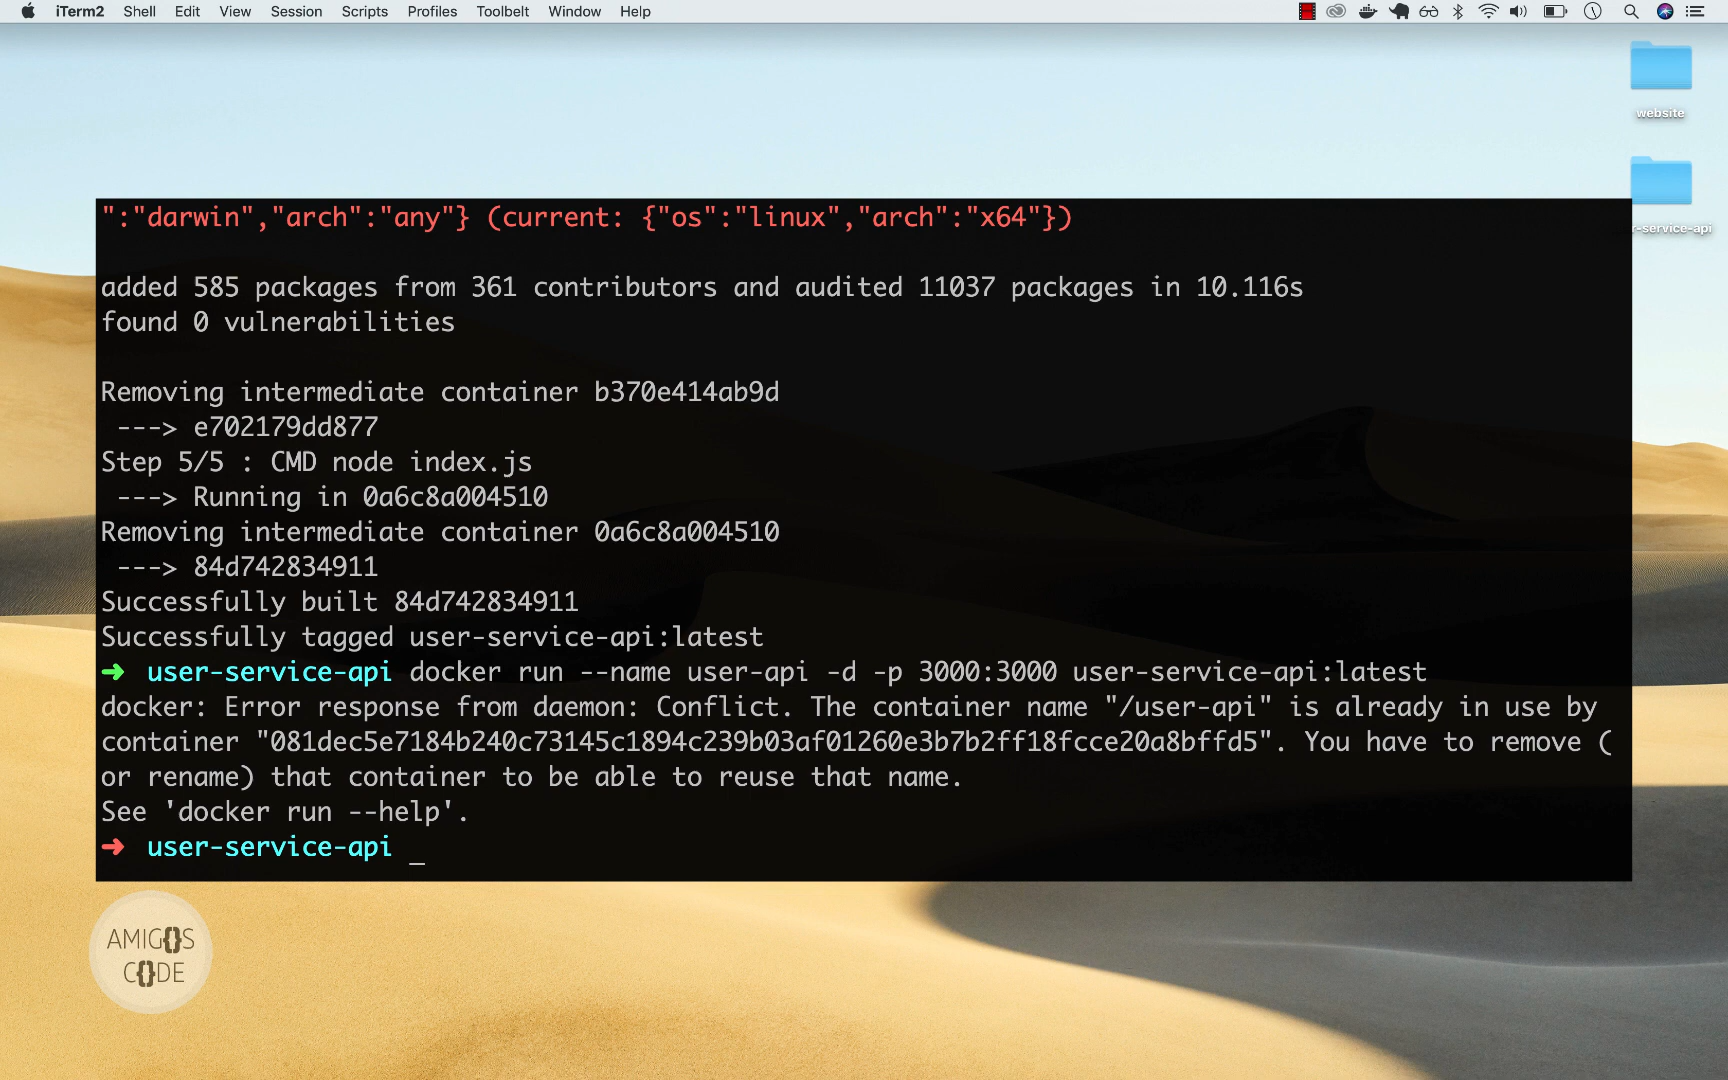 iTerm2 Shell Edit View Session Scripts Profiles Toolbelt Window Help
website
r-service-api
":"darwin","arch":"any"} (current: {"os":"linux","arch":"x64"})
added 585 packages from 361 contributors and audited 11037 packages in 10.116s
found 0 vulnerabilities
Removing intermediate container b370e414ab9d
---> e702179dd877
Step 5/5 : CMD node index.js
---> Running in 0a6c8a004510
Removing intermediate container 0a6c8a004510
---> 84d742834911
Successfully built 84d742834911
Successfully tagged user-service-api:latest
➜ user-service-api docker run --name user-api -d -p 3000:3000 user-service-api:latest
docker: Error response from daemon: Conflict. The container name "/user-api" is already in use by
container "081dec5e7184b240c73145c1894c239b03af01260e3b7b2ff18fcce20a8bffd5". You have to remove (
or rename) that container to be able to reuse that name.
See 'docker run --help'.
➜ user-service-api _
AMIG{}S
C{}DE